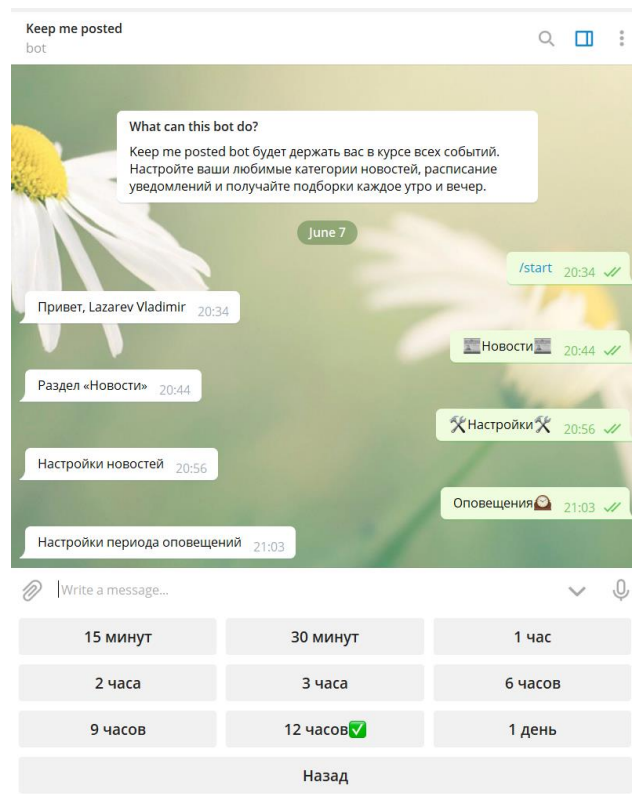 Keep me posted
bot
What can this bot do?
Keep me posted bot будет держать вас в курсе всех событий.
Настройте ваши любимые категории новостей, расписание
уведомлений и получайте подборки каждое утро и вечер.
June 7
/start 20:34
Привет, Lazarev Vladimir 20:34
Новости 20:44
Раздел «Новости» 20:44
🛠Настройки🛠 20:56
Настройки новостей 20:56
Оповещения🕰 21:03
Настройки периода оповещений 21:03
Write a message...
15 минут 30 минут 1 час
2 часа 3 часа 6 часов
9 часов 12 часов✅ 1 день
Назад